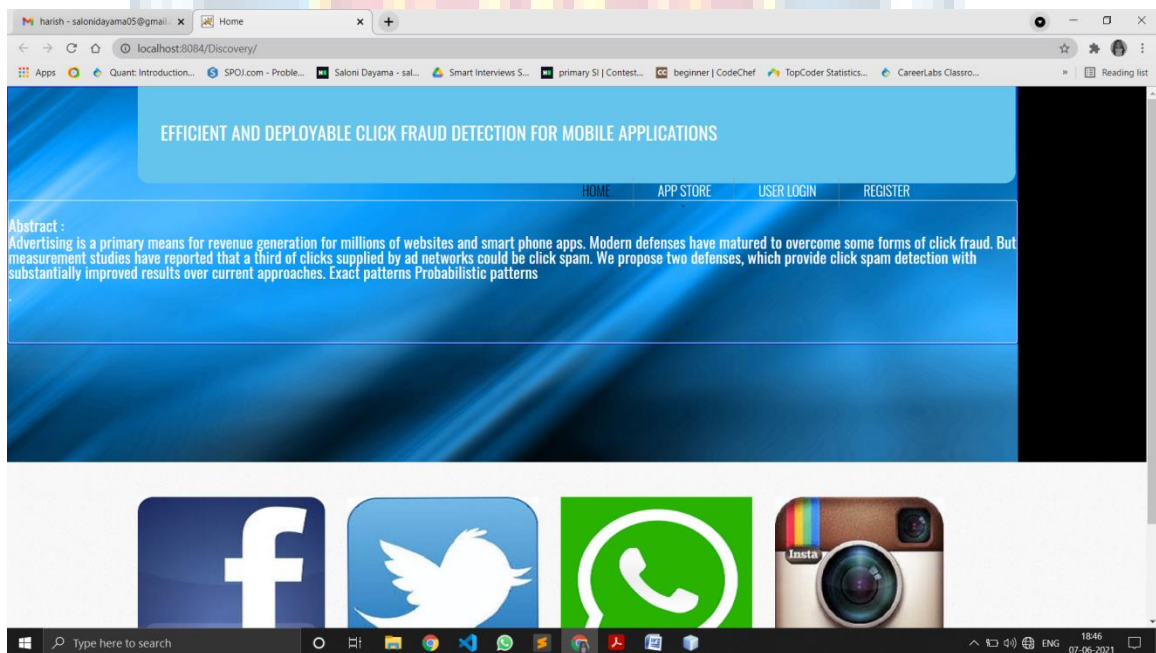 harish - salonidayama05@gmail.
Home
localhost:8084/Discovery/
Apps
Quant: Introduction...
SPOJ.com - Proble...
Saloni Dayama - sal...
Smart Interviews S...
primary SI | Contest...
beginner | CodeChef
TopCoder Statistics...
CareerLabs Classro...
»
Reading list
EFFICIENT AND DEPLOYABLE CLICK FRAUD DETECTION FOR MOBILE APPLICATIONS
HOME
APP STORE
USER LOGIN
REGISTER
Abstract :
Advertising is a primary means for revenue generation for millions of websites and smart phone apps. Modern defenses have matured to overcome some forms of click fraud. But
measurement studies have reported that a third of clicks supplied by ad networks could be click spam. We propose two defenses, which provide click spam detection with
substantially improved results over current approaches. Exact patterns Probabilistic patterns
.
Insta
Type here to search
ENG
18:46
07-06-2021